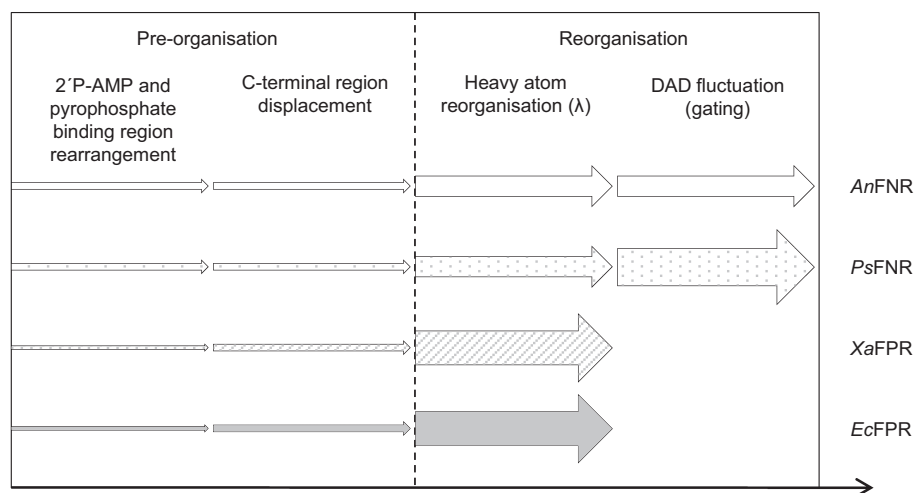 Pre-organisation
Reorganisation
2´P-AMP and
pyrophosphate
binding region
rearrangement
C-terminal region
displacement
Heavy atom
reorganisation (λ)
DAD fluctuation
(gating)
AnFNR
PsFNR
XaFPR
EcFPR